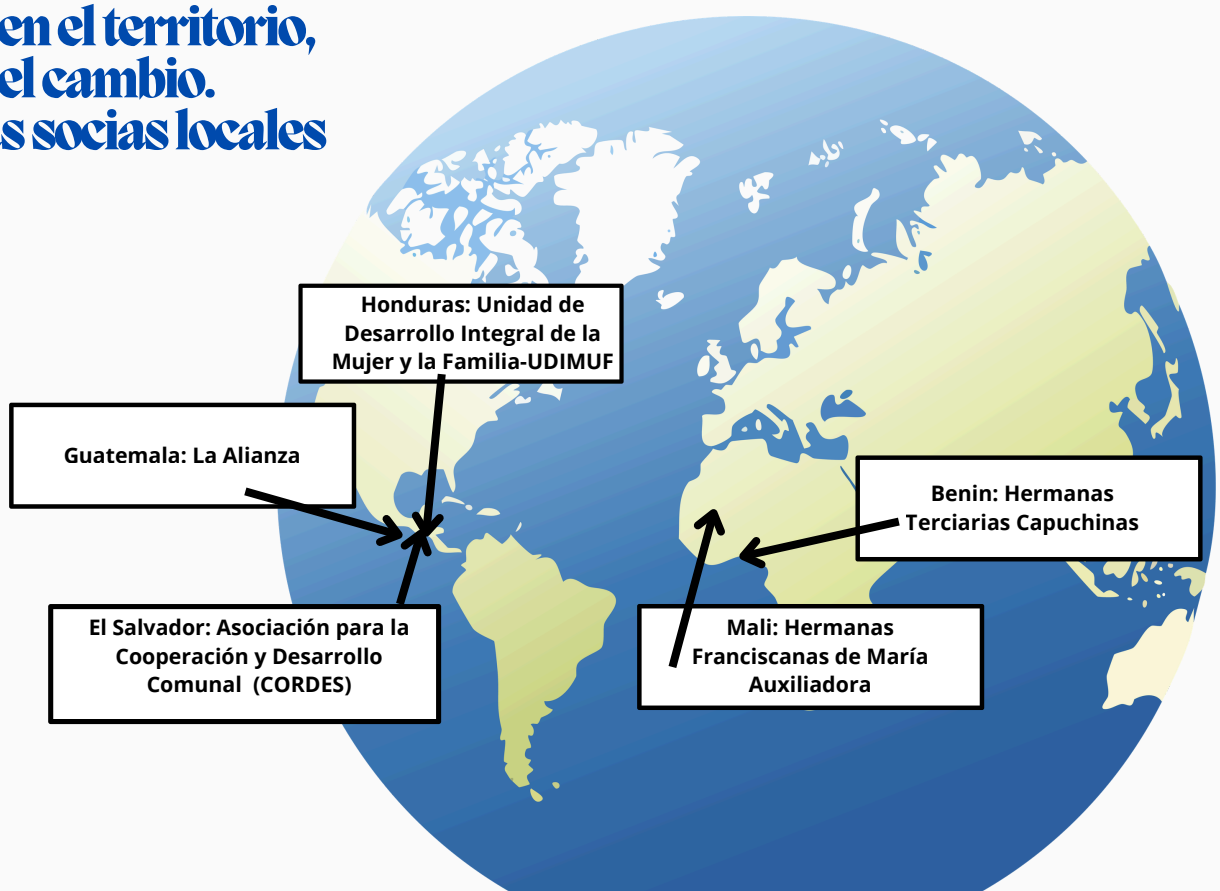 en el territorio,
el cambio.
s socias locales
Honduras: Unidad de
Desarrollo Integral de la
Mujer y la Familia-UDIMUF
Guatemala: La Alianza
Benin: Hermanas
Terciarias Capuchinas
El Salvador: Asociación para la
Cooperación y Desarrollo
Comunal (CORDES)
Mali: Hermanas
Franciscanas de María
Auxiliadora